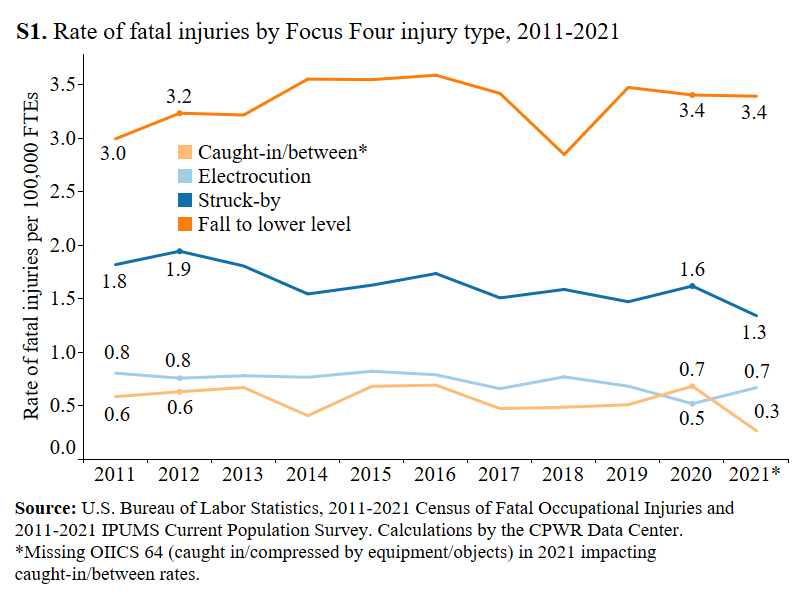 S1. Rate of fatal injuries by Focus Four injury type, 2011-2021
Rate of fatal injuries per 100,000 FTEs
3.5
3.0
2.5
2.0
1.5
1.0
0.5
0.0
3.0
3.2
3.4
3.4
Caught-in/between*
Electrocution
Struck-by
Fall to lower level
1.8
1.9
1.6
1.3
0.8
0.8
0.7
0.7
0.6
0.6
0.5
0.3
2011 2012 2013 2014 2015 2016 2017 2018 2019 2020 2021*
Source: U.S. Bureau of Labor Statistics, 2011-2021 Census of Fatal Occupational Injuries and
2011-2021 IPUMS Current Population Survey. Calculations by the CPWR Data Center.
*Missing OIICS 64 (caught in/compressed by equipment/objects) in 2021 impacting
caught-in/between rates.